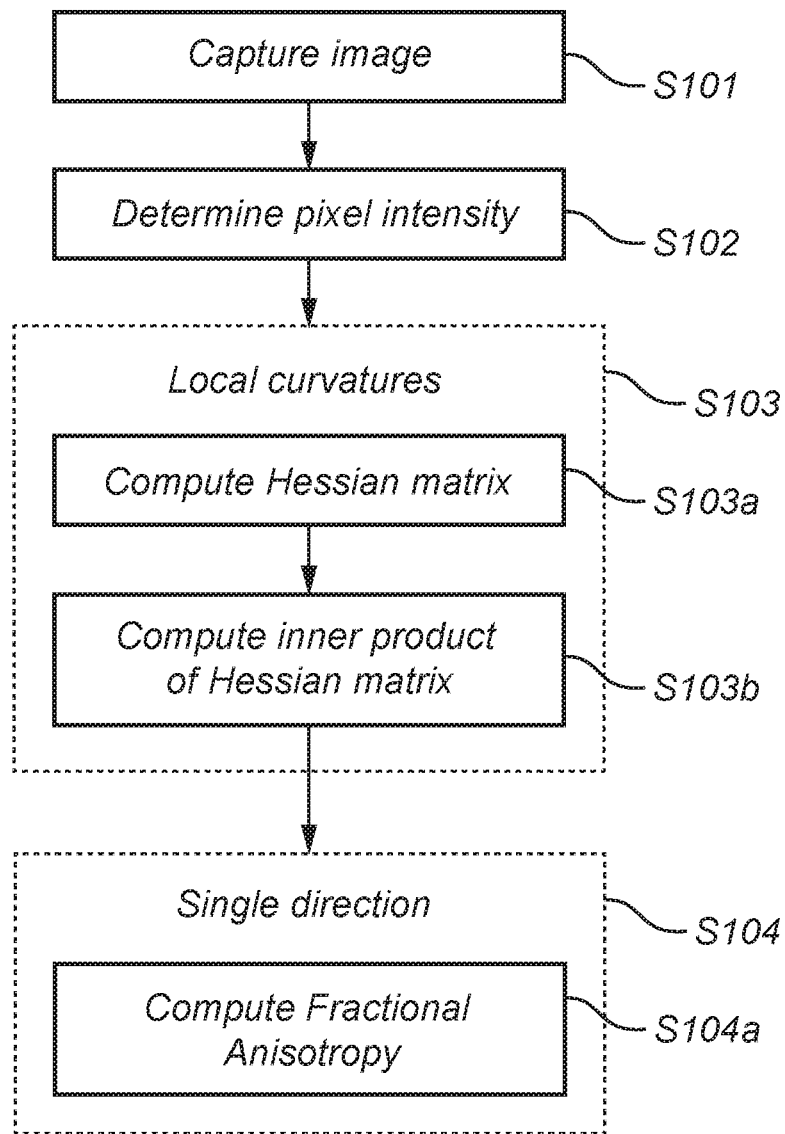 Capture image
S101
Determine pixel intensity
S102
Local curvatures
S103
Compute Hessian matrix
S103a
Compute inner product
of Hessian matrix
S103b
Single direction
S104
Compute Fractional
Anisotropy
S104a